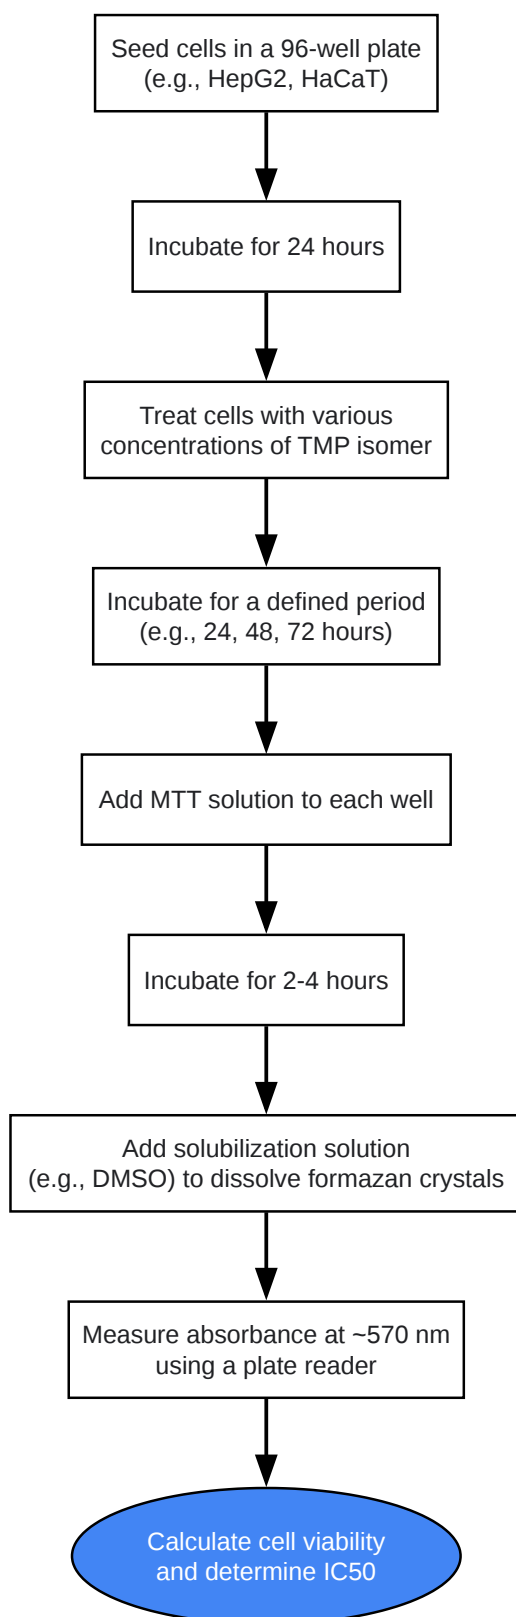 Seed cells in a 96-well plate
(e.g., HepG2, HaCaT)
Incubate for 24 hours
Treat cells with various
concentrations of TMP isomer
Incubate for a defined period
(e.g., 24, 48, 72 hours)
Add MTT solution to each well
Incubate for 2-4 hours
Add solubilization solution
(e.g., DMSO) to dissolve formazan crystals
Measure absorbance at ~570 nm
using a plate reader
Calculate cell viability
and determine IC50